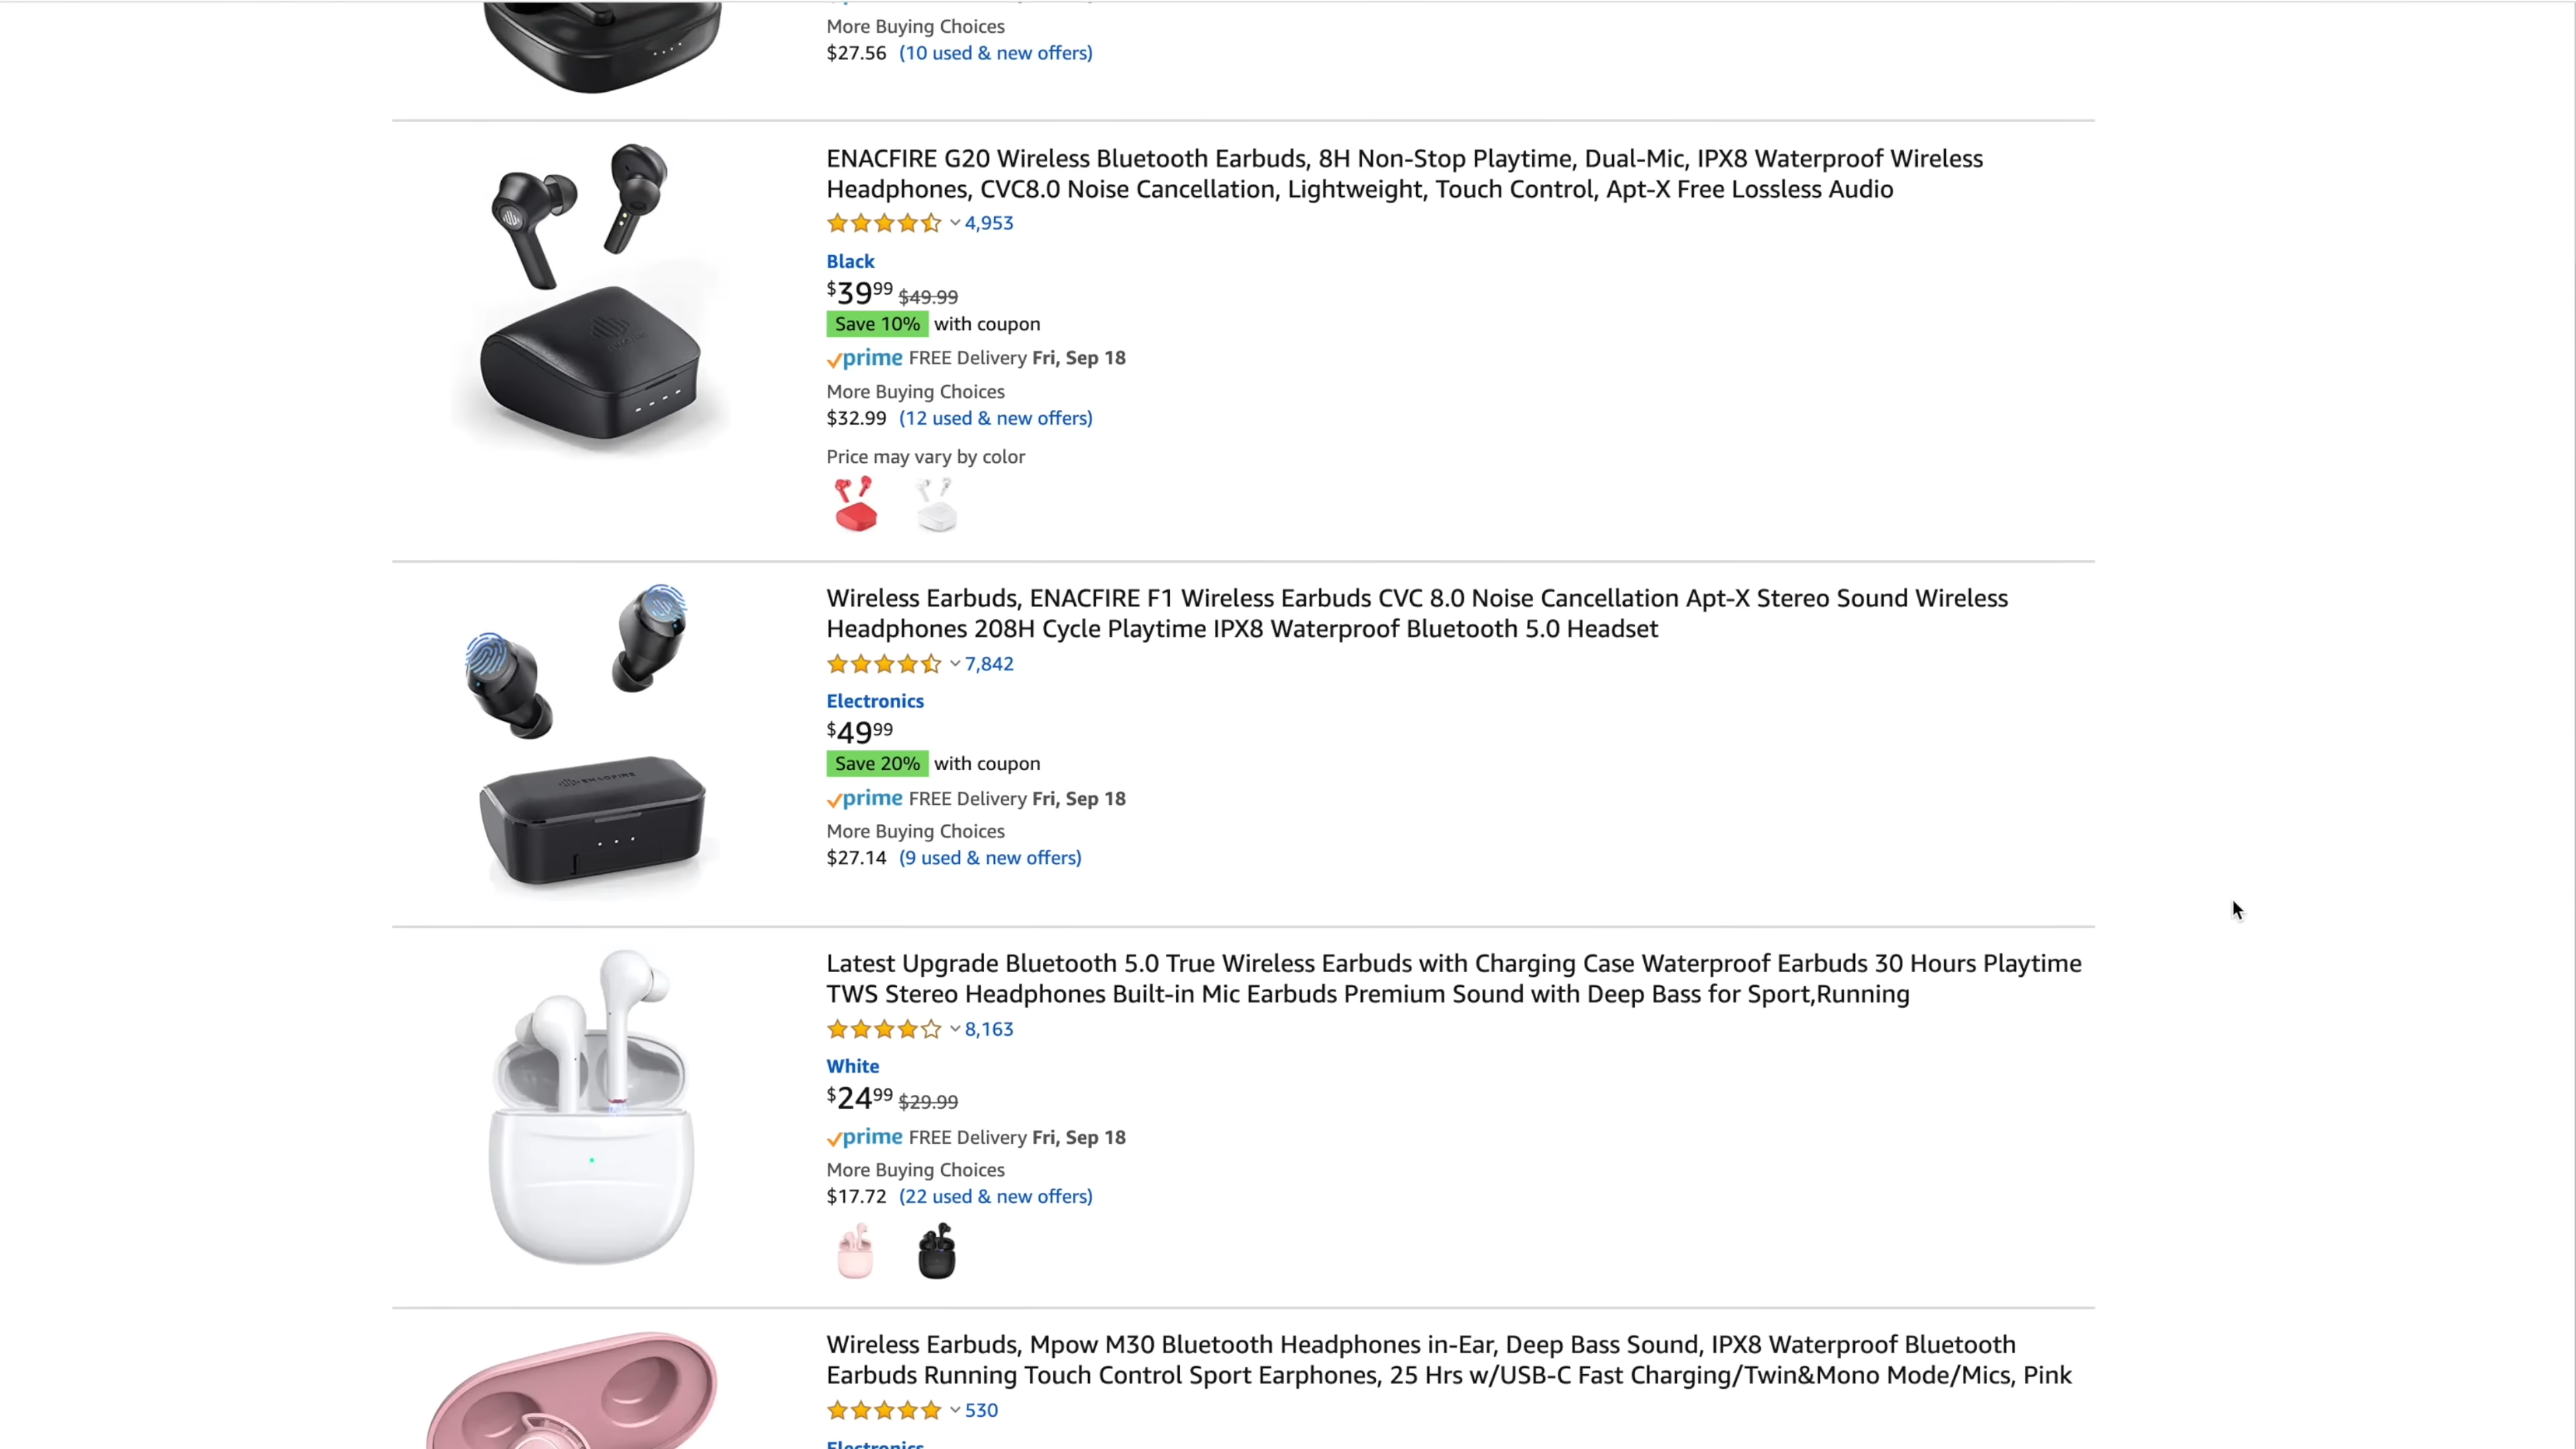 More Buying Choices
$27.56 (10 used & new offers)
ENACFIRE G20 Wireless Bluetooth Earbuds, 8H Non-Stop Playtime, Dual-Mic, IPX8 Waterproof Wireless
Headphones, CVC8.0 Noise Cancellation, Lightweight, Touch Control, Apt-X Free Lossless Audio
4,953
Black
$39.99 $49.99
Save 10% with coupon
prime FREE Delivery Fri, Sep 18
More Buying Choices
$32.99 (12 used & new offers)
Price may vary by color
Wireless Earbuds, ENACFIRE F1 Wireless Earbuds CVC 8.0 Noise Cancellation Apt-X Stereo Sound Wireless
Headphones 208H Cycle Playtime IPX8 Waterproof Bluetooth 5.0 Headset
7,842
Electronics
$49.99
Save 20% with coupon
prime FREE Delivery Fri, Sep 18
More Buying Choices
$27.14 (9 used & new offers)
ENACFIRE
Latest Upgrade Bluetooth 5.0 True Wireless Earbuds with Charging Case Waterproof Earbuds 30 Hours Playtime
TWS Stereo Headphones Built-in Mic Earbuds Premium Sound with Deep Bass for Sport,Running
8,163
White
$24.99 $29.99
prime FREE Delivery Fri, Sep 18
More Buying Choices
$17.72 (22 used & new offers)
Wireless Earbuds, Mpow M30 Bluetooth Headphones in-Ear, Deep Bass Sound, IPX8 Waterproof Bluetooth
Earbuds Running Touch Control Sport Earphones, 25 Hrs w/USB-C Fast Charging/Twin&Mono Mode/Mics, Pink
530
Electronics